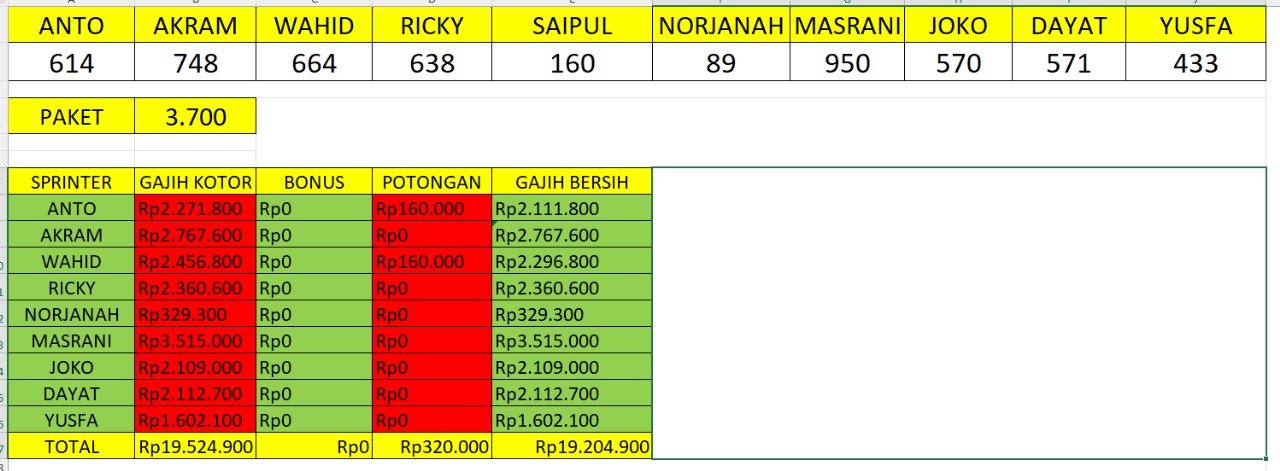 ANTO AKRAM WAHID RICKY SAIPUL NORJANAH MASRANI JOKO DAYAT YUSFA
614 748 664 638 160 89 950 570 571 433
PAKET 3.700
SPRINTER GAJIH KOTOR BONUS POTONGAN GAJIH BERSIH
ANTO Rp2.271.800 Rp0 Rp160.000 Rp2.111.800
AKRAM Rp2.767.600 Rp0 Rp0 Rp2.767.600
WAHID Rp2.456.800 Rp0 Rp160.000 Rp2.296.800
RICKY Rp2.360.600 Rp0 Rp0 Rp2.360.600
NORJANAH Rp329.300 Rp0 Rp0 Rp329.300
MASRANI Rp3.515.000 Rp0 Rp0 Rp3.515.000
JOKO Rp2.109.000 Rp0 Rp0 Rp2.109.000
DAYAT Rp2.112.700 Rp0 Rp0 Rp2.112.700
YUSFA Rp1.602.100 Rp0 Rp0 Rp1.602.100
TOTAL Rp19.524.900 Rp0 Rp320.000 Rp19.204.900